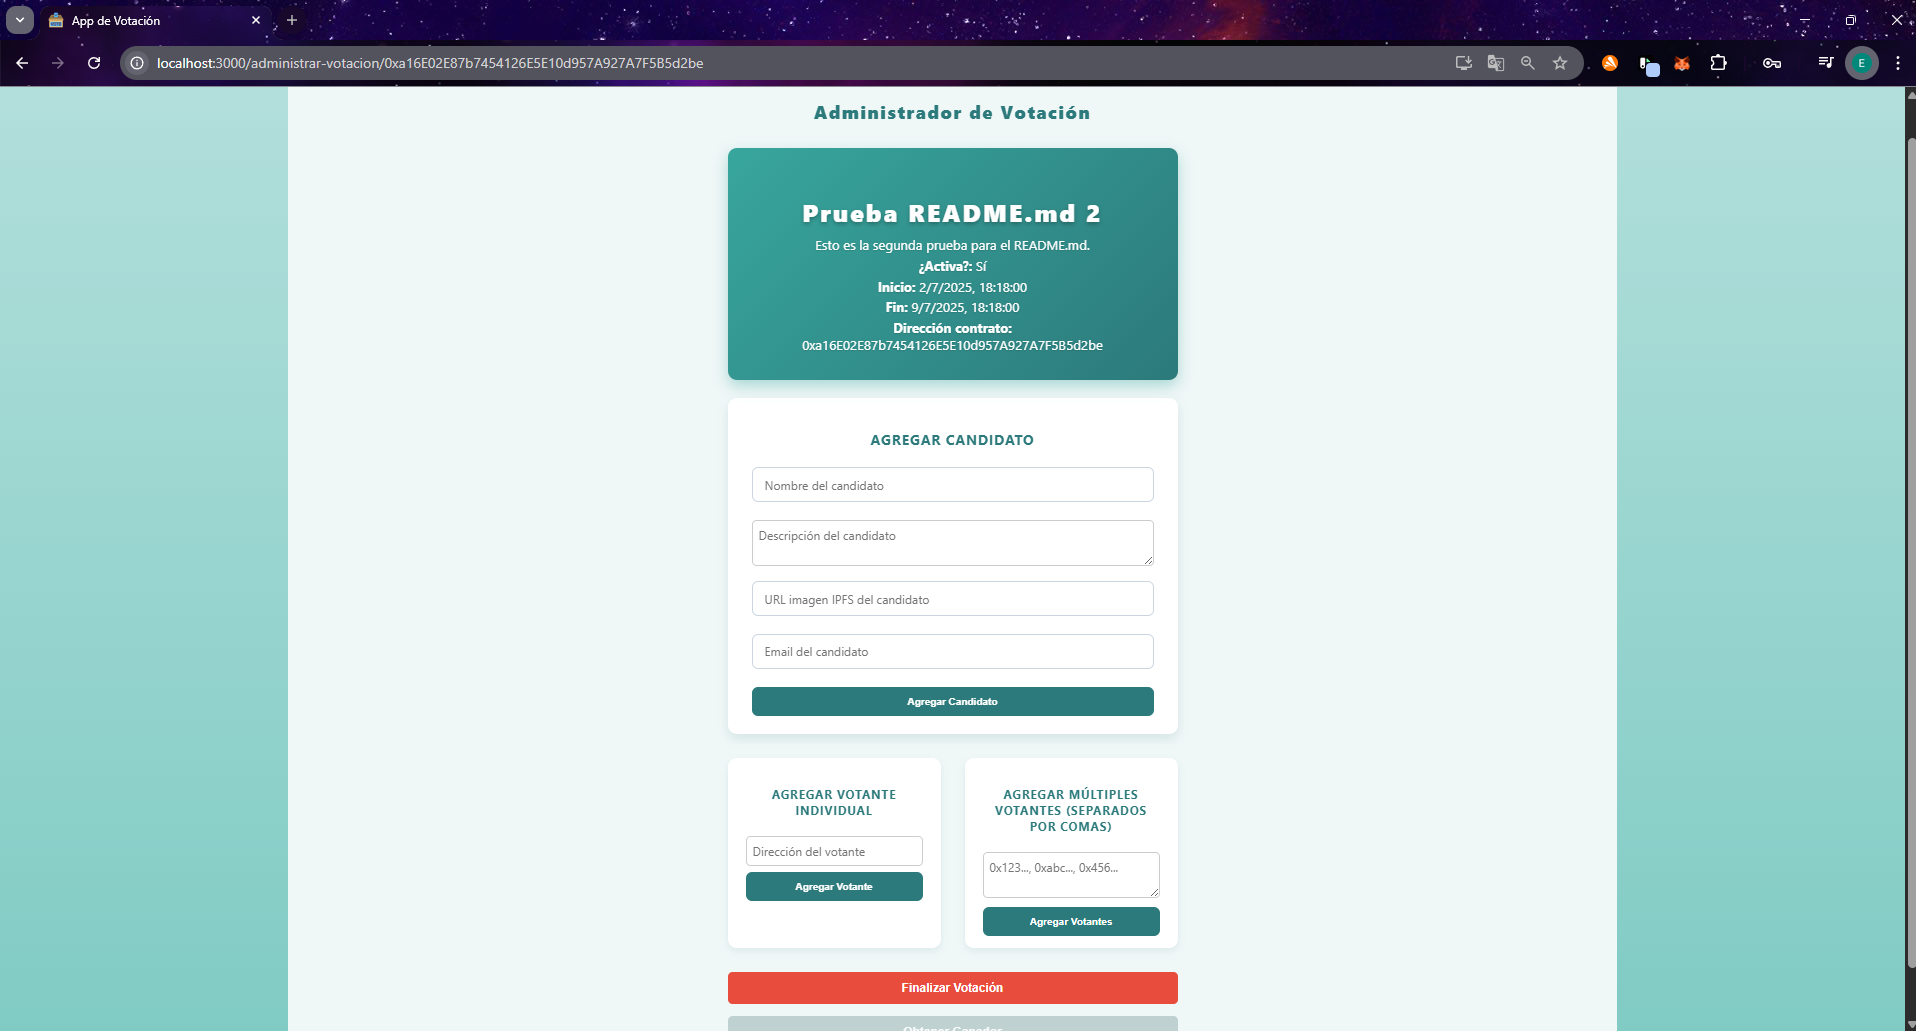 App de Votación
localhost:3000/administrar-votacion/0xa16E02E87b7454126E5E10d957A927A7F5B5d2be
E
Administrador de Votación
Prueba README.md 2
Esto es la segunda prueba para el README.md.
¿Activa?: Sí
Inicio: 2/7/2025, 18:18:00
Fin: 9/7/2025, 18:18:00
Dirección contrato:
0xa16E02E87b7454126E5E10d957A927A7F5B5d2be
AGREGAR CANDIDATO
Nombre del candidato
Descripción del candidato
URL imagen IPFS del candidato
Email del candidato
Agregar Candidato
AGREGAR VOTANTE
INDIVIDUAL
Dirección del votante
Agregar Votante
AGREGAR MÚLTIPLES
VOTANTES (SEPARADOS
POR COMAS)
0x123..., 0xabc..., 0x456...
Agregar Votantes
Finalizar Votación
Obtener Ganador